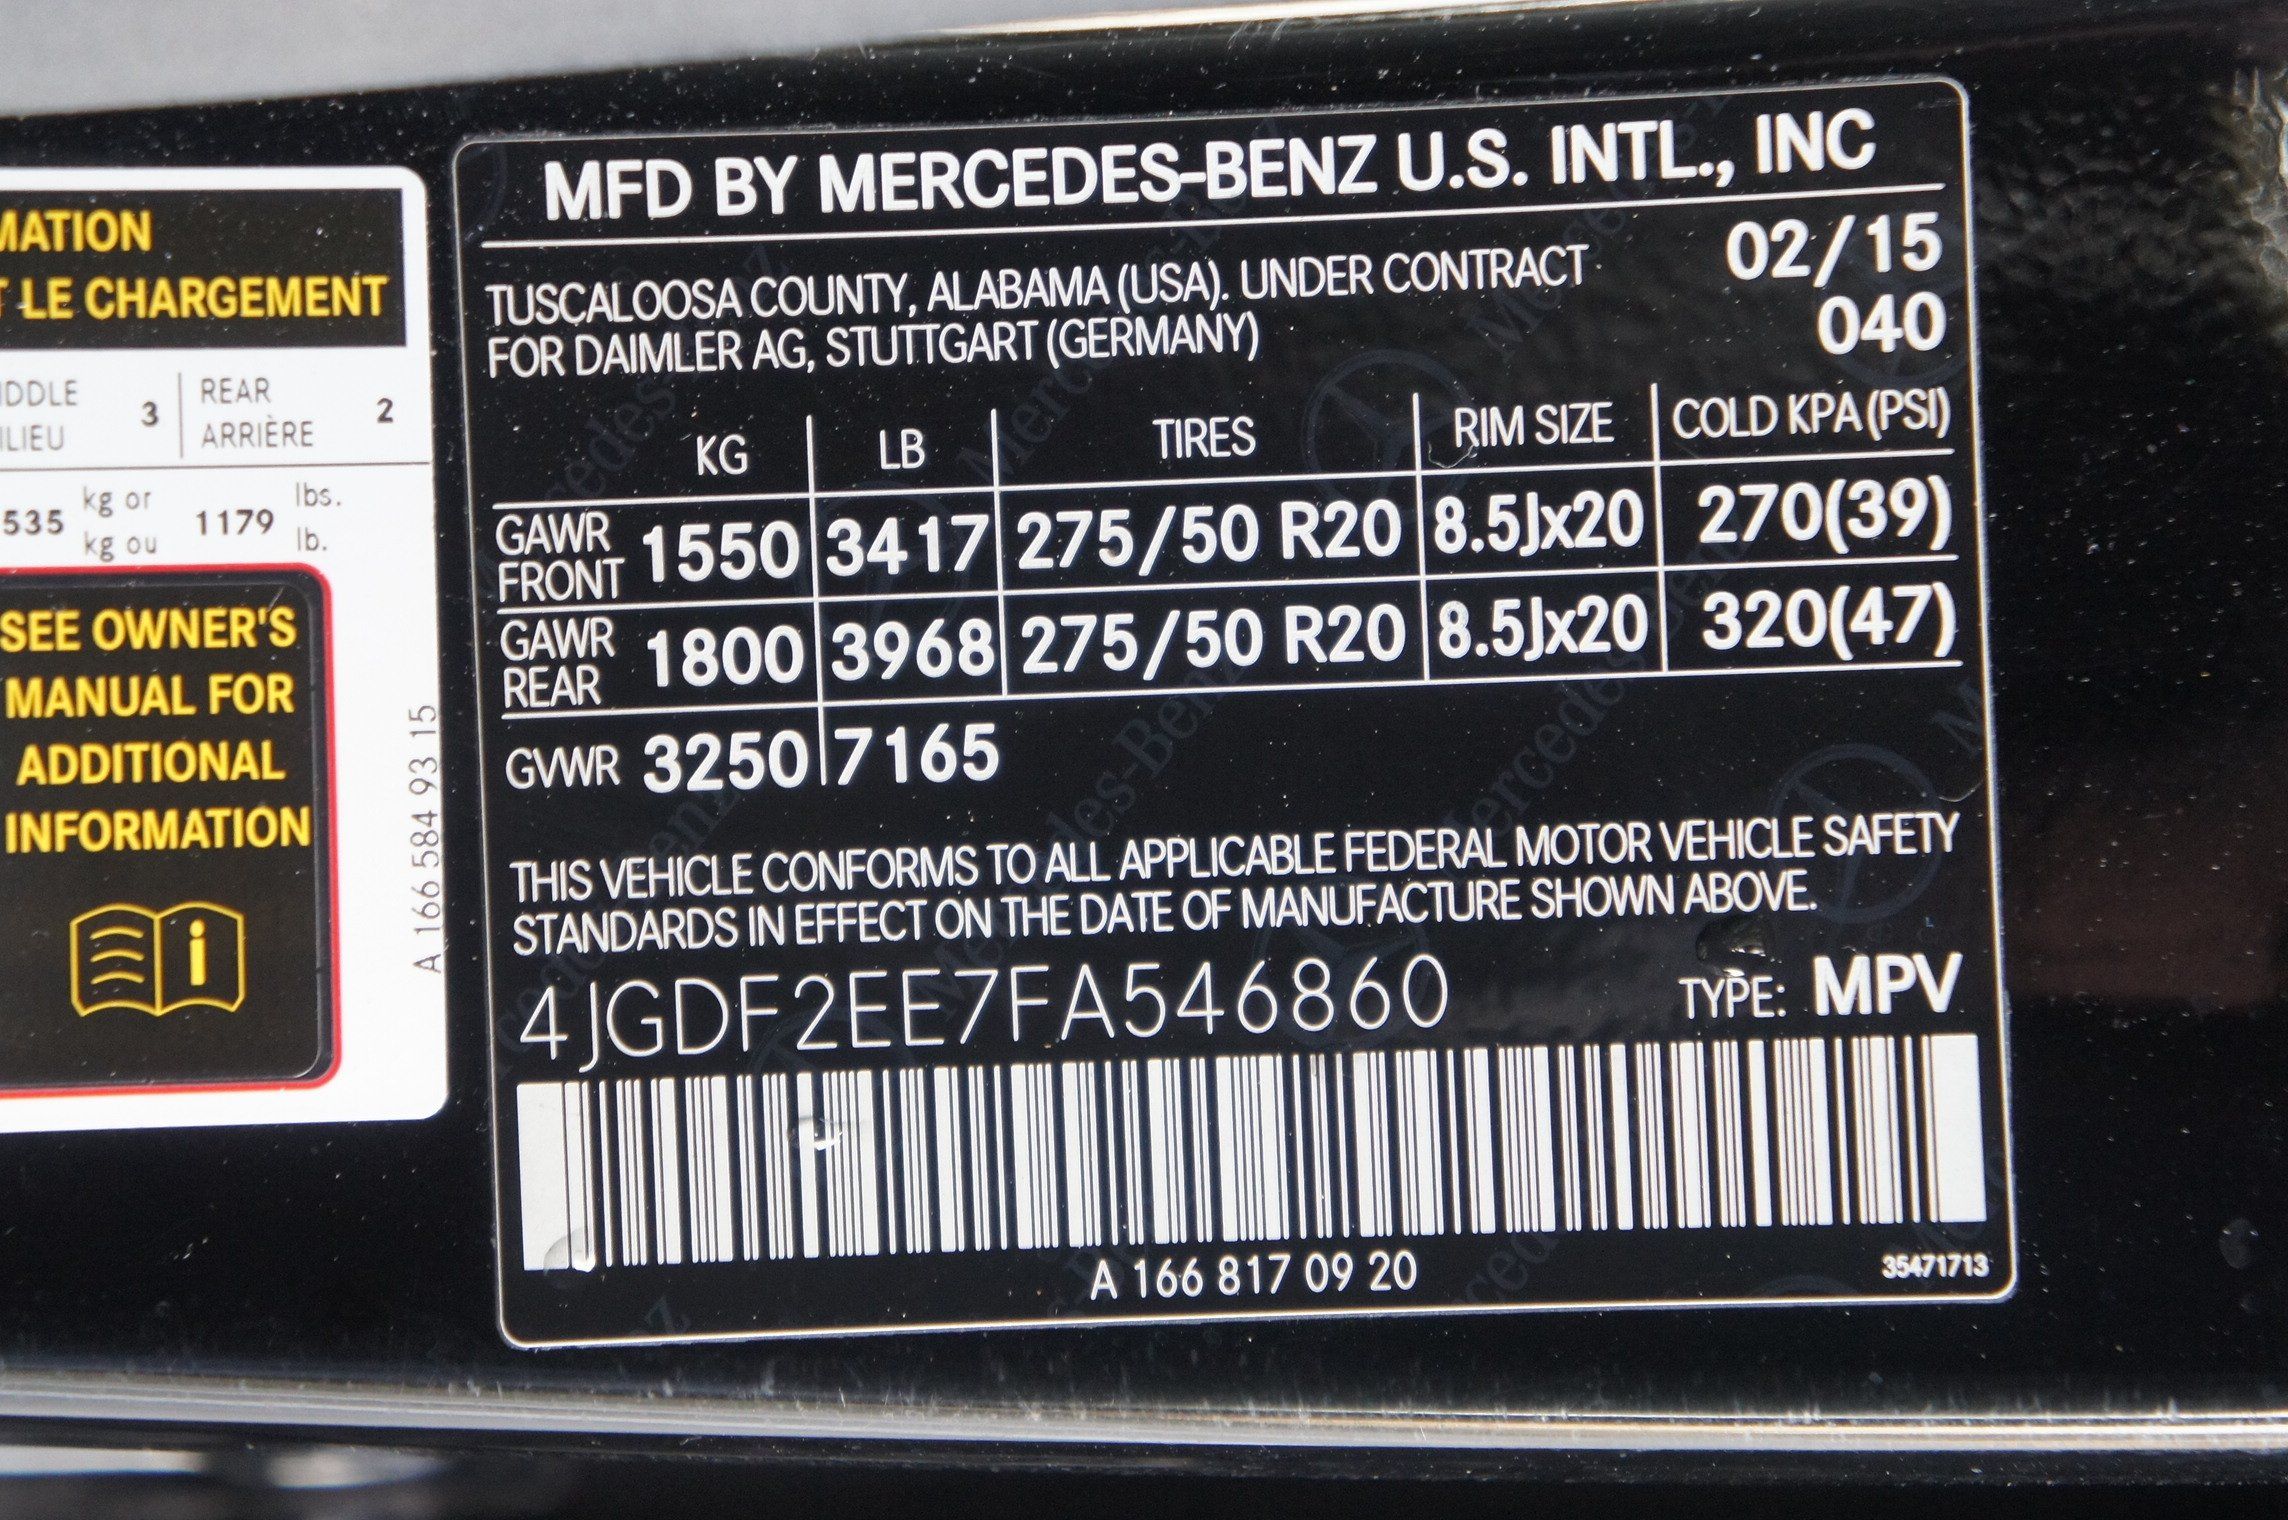 MATION
T LE CHARGEMENT
IDDLE 3 REAR 2
ILIEU ARRIÈRE
535 kg or 1179 lbs.
kg ou lb.
SEE OWNER'S
MANUAL FOR
ADDITIONAL
INFORMATION
i
A 166 584 93 15
MFD BY MERCEDES-BENZ U.S. INTL., INC
TUSCALOOSA COUNTY, ALABAMA (USA). UNDER CONTRACT 02/15
FOR DAIMLER AG, STUTTGART (GERMANY) 040
KG LB TIRES RIM SIZE COLD KPA (PSI)
GAWR FRONT 1550 3417 275/50 R20 8.5Jx20 270(39)
GAWR REAR 1800 3968 275/50 R20 8.5Jx20 320(47)
GVWR 3250 7165
THIS VEHICLE CONFORMS TO ALL APPLICABLE FEDERAL MOTOR VEHICLE SAFETY
STANDARDS IN EFFECT ON THE DATE OF MANUFACTURE SHOWN ABOVE.
4JGDF2EE7FA546860 TYPE: MPV
A 166 817 09 20 35471713